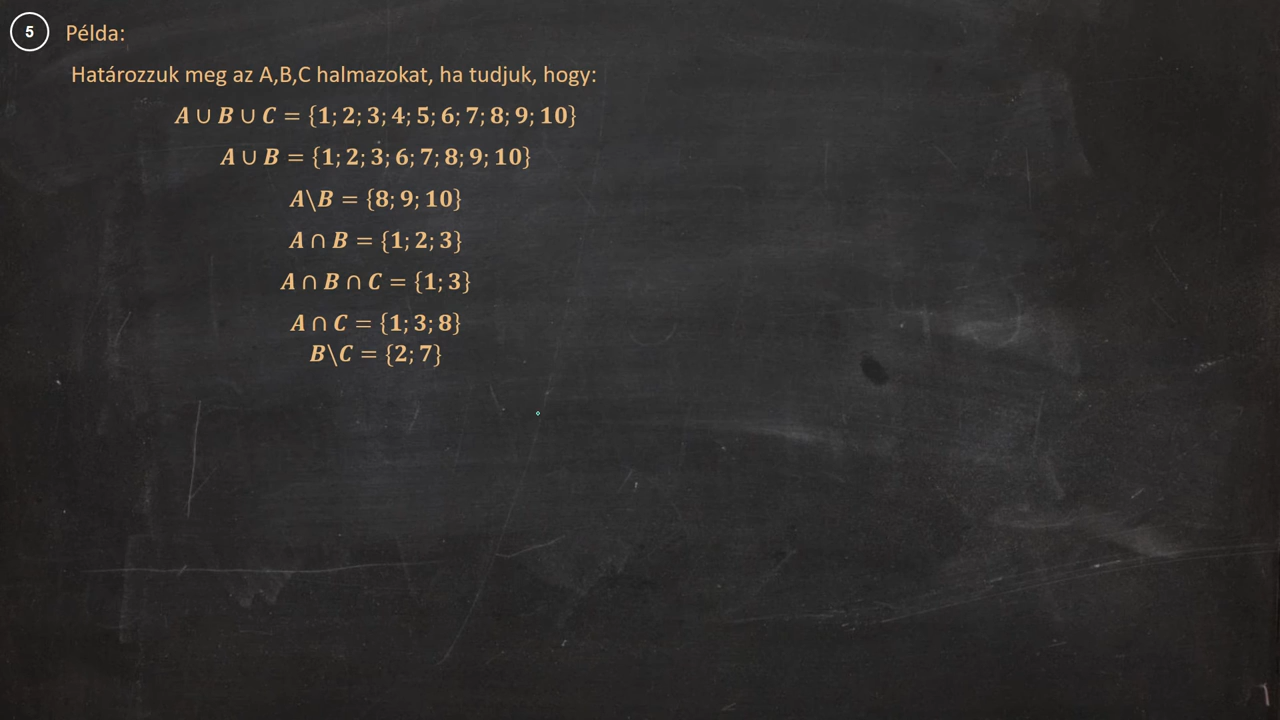 5 Példa:
Határozzuk meg az A,B,C halmazokat, ha tudjuk, hogy:
A ∪ B ∪ C = {1; 2; 3; 4; 5; 6; 7; 8; 9; 10}
A ∪ B = {1; 2; 3; 6; 7; 8; 9; 10}
A\B = {8; 9; 10}
A ∩ B = {1; 2; 3}
A ∩ B ∩ C = {1; 3}
A ∩ C = {1; 3; 8}
B\C = {2; 7}